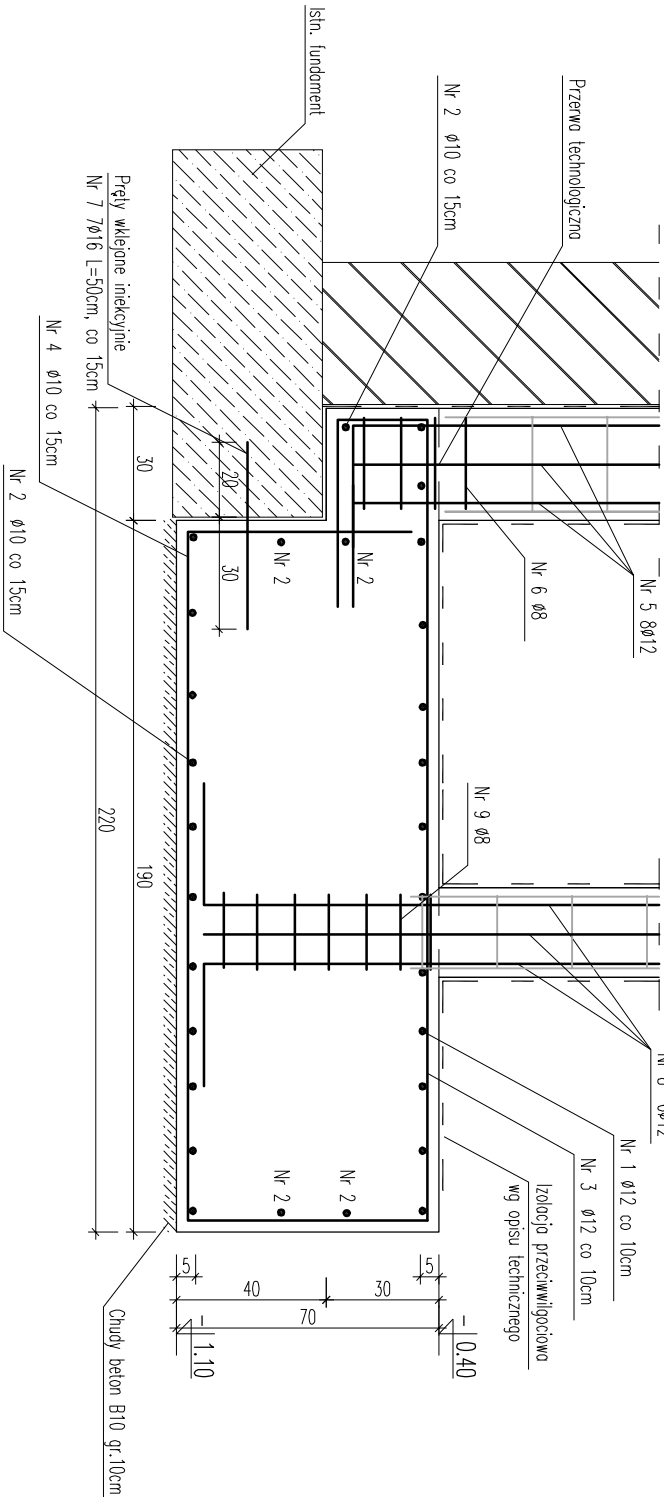 Istn. fundament
Przerwa technologiczna
Nr 2 ø10 co 15cm
Pręty wklejane iniekcyjnie
Nr 7 7ø16 L=50cm, co 15cm
Nr 4 ø10 co 15cm
Nr 2 ø10 co 15cm
Nr 5 8ø12
Nr 6 ø8
Nr 9 ø8
Nr 2
Nr 2
Nr 2
Nr 2
20
30
30
190
220
Nr 1 ø12 co 10cm
Nr 3 ø12 co 10cm
Izolacja przeciwwilgociowa
wg opisu technicznego
5
5
40
30
70
- 0.40
- 1.10
Chudy beton B10 gr.10cm